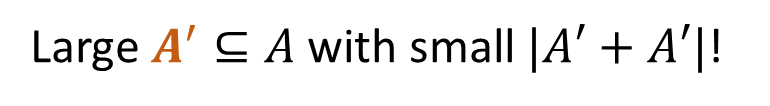 Large A′ ⊆ A with small |A′ + A′|!